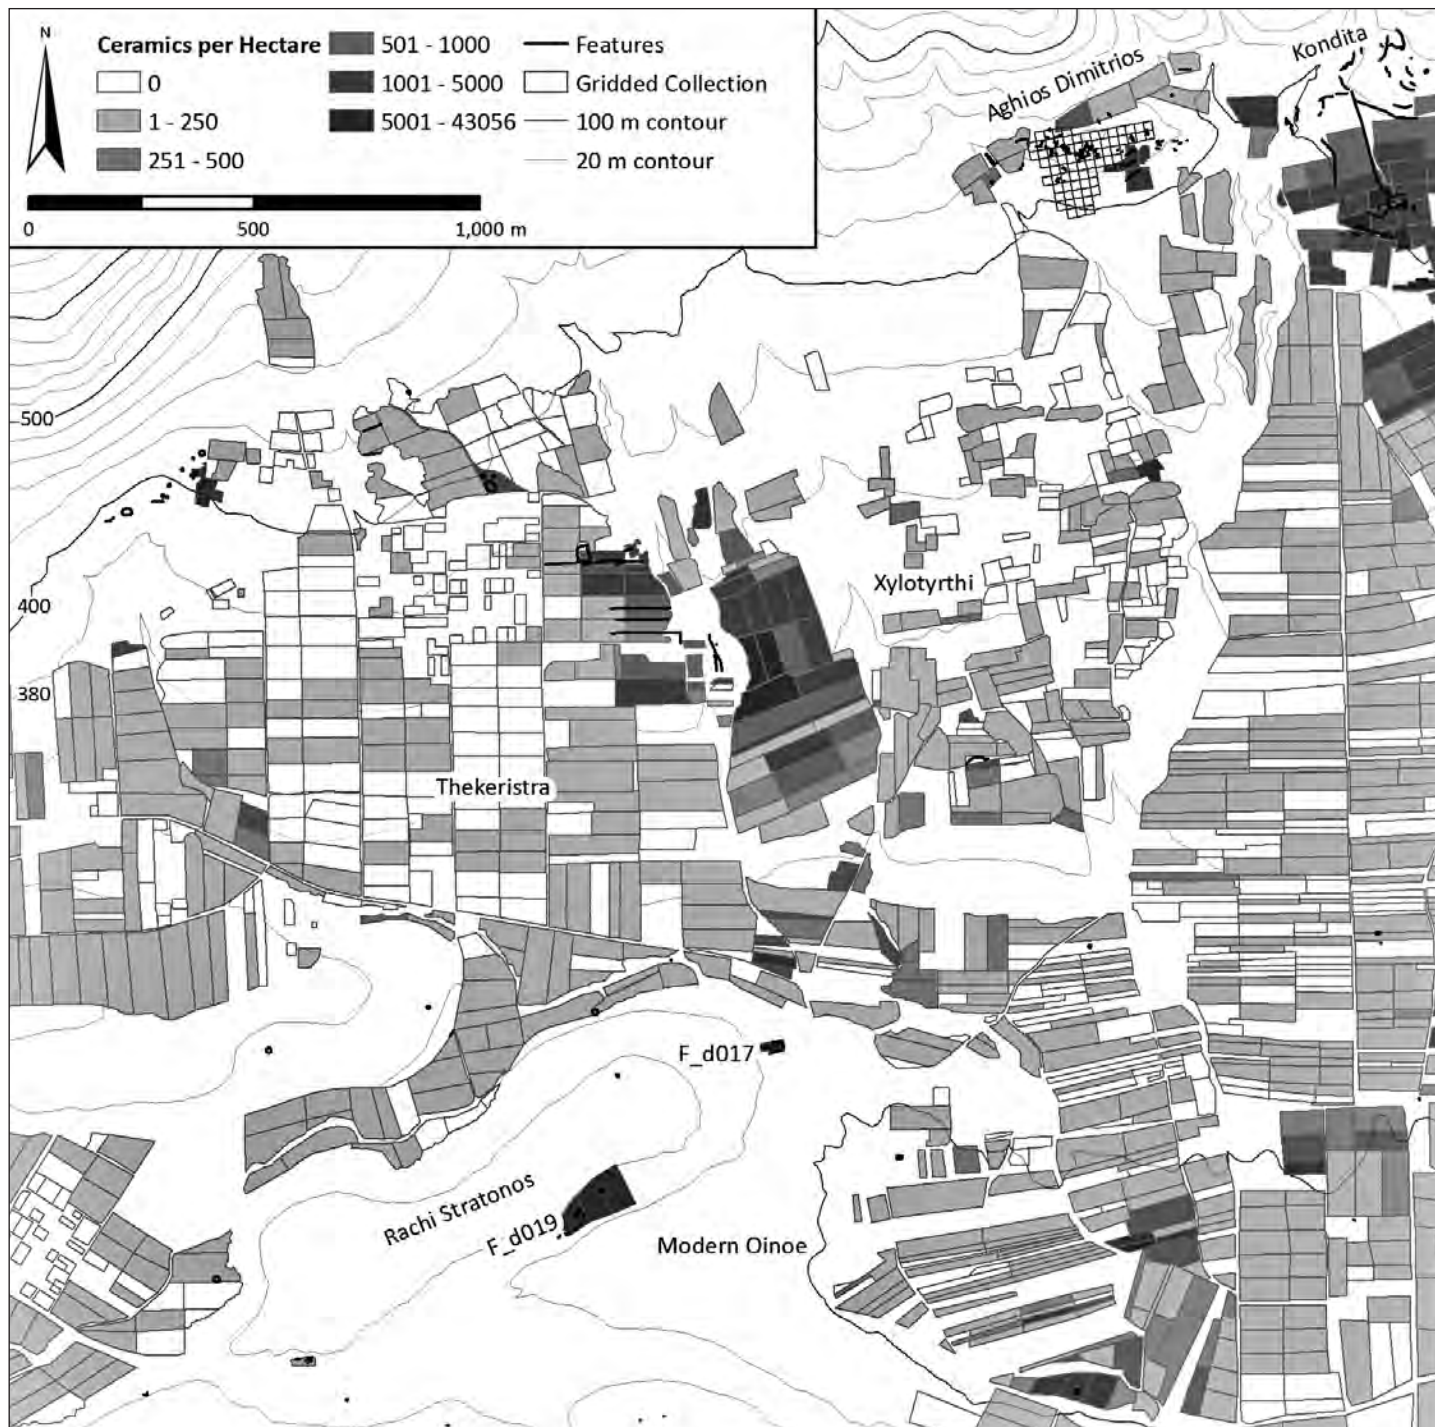 N
Ceramics per Hectare
0
1 - 250
251 - 500
501 - 1000
1001 - 5000
5001 - 43056
Features
Gridded Collection
100 m contour
20 m contour
0 500 1,000 m
Aghios Dimitrios
Kondita
500
400
380
Xylotyrthi
Thekeristra
F_d017
Rachi Stratonos
F_d019
Modern Oinoe